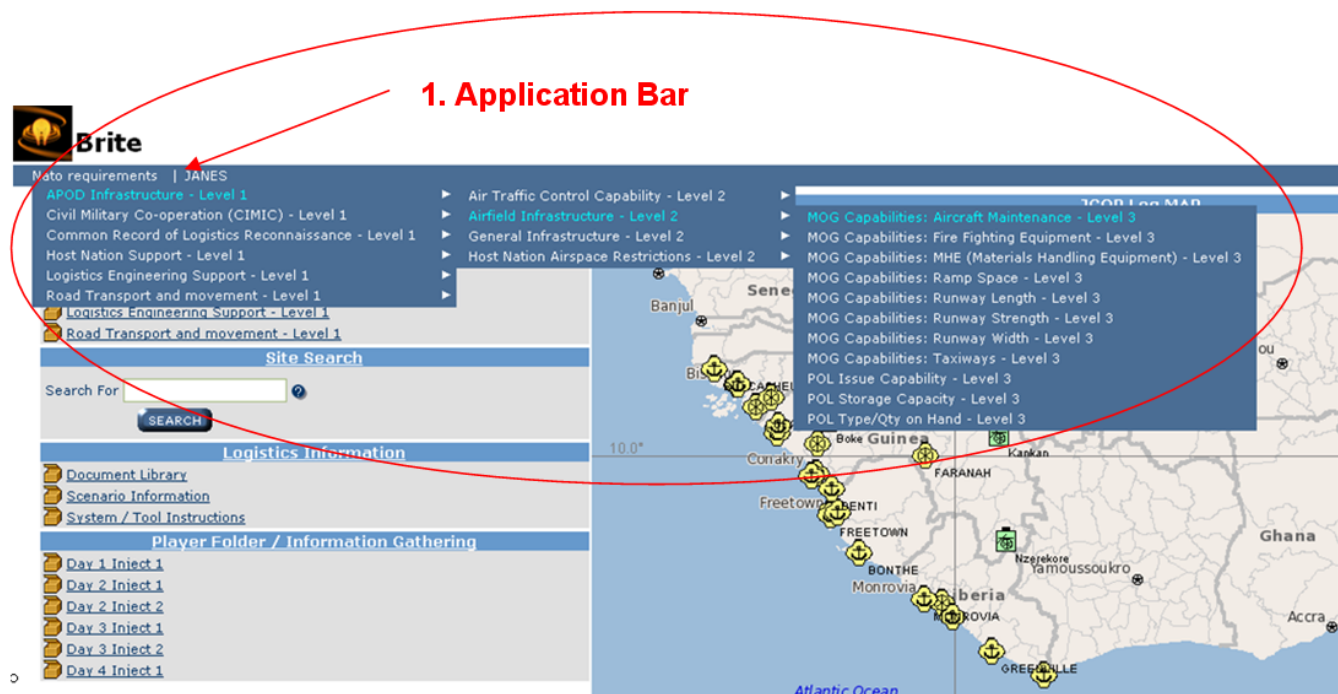 1. Application Bar
Brite
Nato requirements | JANES
APOD Infrastructure - Level 1
Civil Military Co-operation (CIMIC) - Level 1
Common Record of Logistics Reconnaissance - Level 1
Host Nation Support - Level 1
Logistics Engineering Support - Level 1
Road Transport and movement - Level 1
Air Traffic Control Capability - Level 2
Airfield Infrastructure - Level 2
General Infrastructure - Level 2
Host Nation Airspace Restrictions - Level 2
MOG Capabilities: Aircraft Maintenance - Level 3
MOG Capabilities: Fire Fighting Equipment - Level 3
MOG Capabilities: MHE (Materials Handling Equipment) - Level 3
MOG Capabilities: Ramp Space - Level 3
MOG Capabilities: Runway Length - Level 3
MOG Capabilities: Runway Strength - Level 3
MOG Capabilities: Runway Width - Level 3
MOG Capabilities: Taxiways - Level 3
POL Issue Capability - Level 3
POL Storage Capacity - Level 3
POL Type/Qty on Hand - Level 3
Logistics Engineering Support - Level 1
Road Transport and movement - Level 1
Site Search
Search For
SEARCH
Logistics Information
Document Library
Scenario Information
System / Tool Instructions
Player Folder / Information Gathering
Day 1 Inject 1
Day 2 Inject 1
Day 2 Inject 2
Day 3 Inject 1
Day 3 Inject 2
Day 4 Inject 1
JCOP Log MAP
Banjul
10.0°
Boke
Guinea
Kankan
Conakry
FARANAH
Freetown
FREETOWN
Nzerekore
Ghana
BONTHE
Yamoussoukro
Monrovia
Accra
Atlantic Ocean